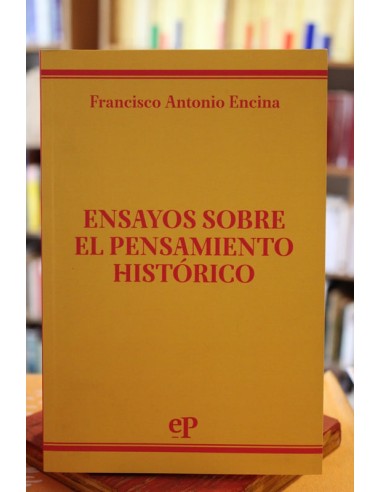 Francisco Antonio Encina
ENSAYOS SOBRE
EL PENSAMIENTO
HISTÓRICO
eP